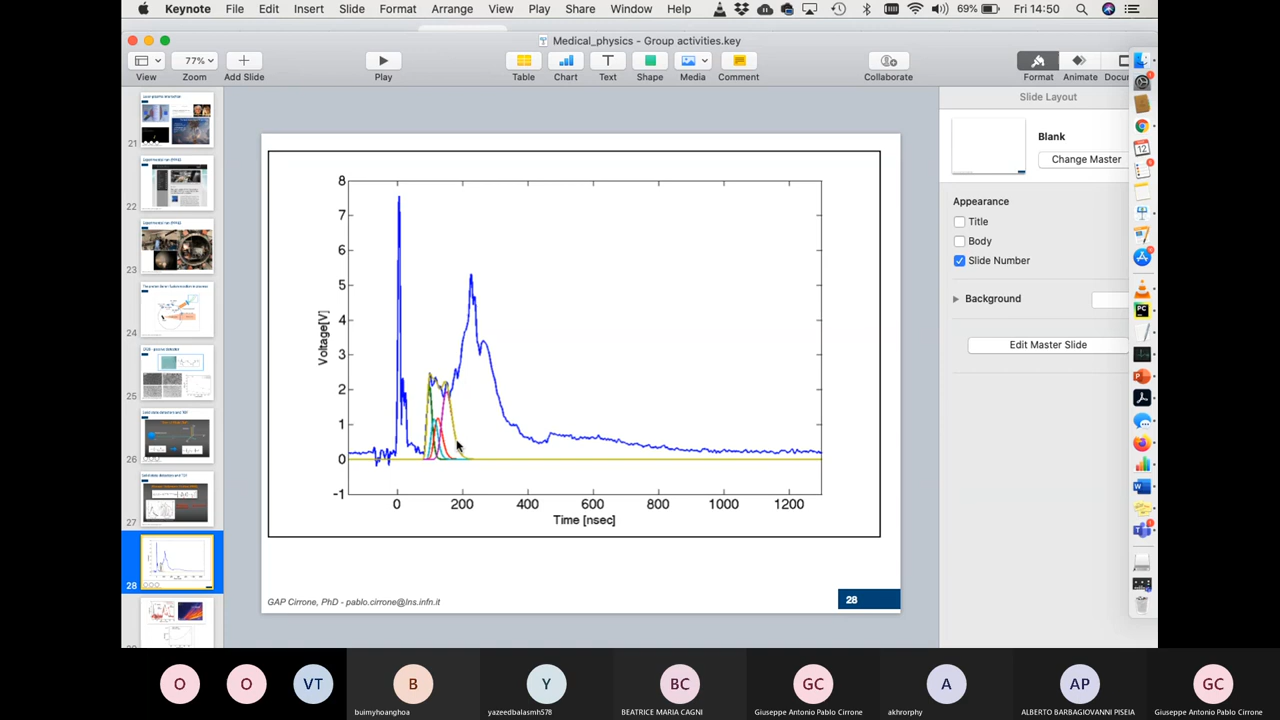 Keynote File Edit Insert Slide Format Arrange View Play Share Window Help 69% Fri 14:50
Medical_physics - Group activities.key
77%
View Zoom Add Slide Play Table Chart Text Shape Media Comment Collaborate Format Animate Docu
Slide Layout
Blank
Change Master
Appearance
Title
Body
Slide Number
Background
Edit Master Slide
21
22
23
24
25
26
27
28
8
7
6
5
4
3
2
1
0
-1
Voltage[V]
0 200 400 600 800 1000 1200
Time [nsec]
GAP Cirrone, PhD - pablo.cirrone@lns.infn.it
28
O O VT B Y BC GC A AP GC
buimyhoanghoa yazeedbalasmh578 BEATRICE MARIA CAGNI Giuseppe Antonio Pablo Cirrone akhrorphy ALBERTO BARBAGIOVANNI PISEIA Giuseppe Antonio Pablo Cirrone